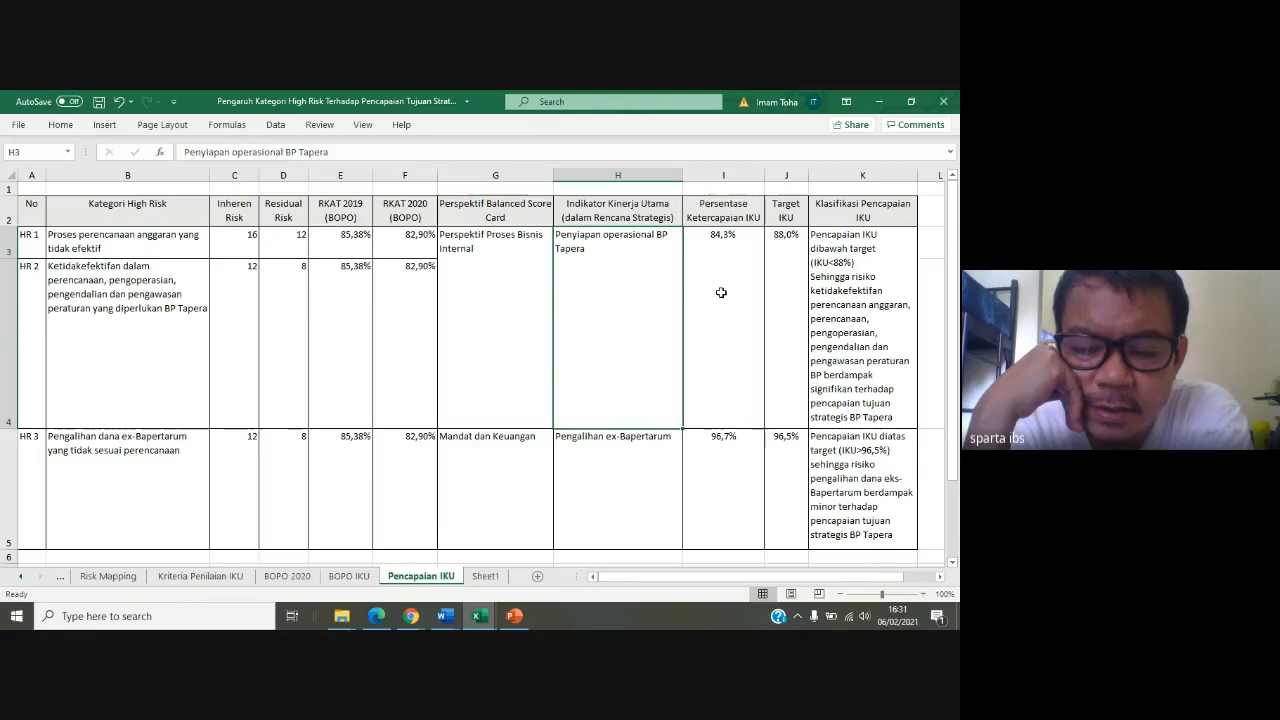 AutoSave Off
Pengaruh Kategori High Risk Terhadap Pencapaian Tujuan Strat...
Search
Imam Toha
IT
File Home Insert Page Layout Formulas Data Review View Help
Share Comments
H3
fx
Penyiapan operasional BP Tapera
A B C D E F G H I J K L
1
2
No
Kategori High Risk
Inheren
Risk
Residual
Risk
RKAT 2019
(BOPO)
RKAT 2020
(BOPO)
Perspektif Balanced Score
Card
Indikator Kinerja Utama
(dalam Rencana Strategis)
Persentase
Ketercapaian IKU
Target
IKU
Klasifikasi Pencapaian
IKU
3
HR 1
Proses perencanaan anggaran yang
tidak efektif
16
12
85,38%
82,90%
Perspektif Proses Bisnis
Internal
Penyiapan operasional BP
Tapera
84,3%
88,0%
Pencapaian IKU
dibawah target
(IKU<88%)
Sehingga risiko
ketidakefektifan
perencanaan anggaran,
perencanaan,
pengoperasian,
pengendalian dan
pengawasan peraturan
BP berdampak
signifikan terhadap
pencapaian tujuan
strategis BP Tapera
4
HR 2
Ketidakefektifan dalam
perencanaan, pengoperasian,
pengendalian dan pengawasan
peraturan yang diperlukan BP Tapera
12
8
85,38%
82,90%
5
HR 3
Pengalihan dana ex-Bapertarum
yang tidak sesuai perencanaan
12
8
85,38%
82,90%
Mandat dan Keuangan
Pengalihan ex-Bapertarum
96,7%
96,5%
Pencapaian IKU diatas
target (IKU>96,5%)
sehingga risiko
pengalihan dana eks-
Bapertarum berdampak
minor terhadap
pencapaian tujuan
strategis BP Tapera
6
... Risk Mapping Kriteria Penilaian IKU BOPO 2020 BOPO IKU Pencapaian IKU Sheet1
Ready
100%
Type here to search
16:31
06/02/2021
1
sparta ibs